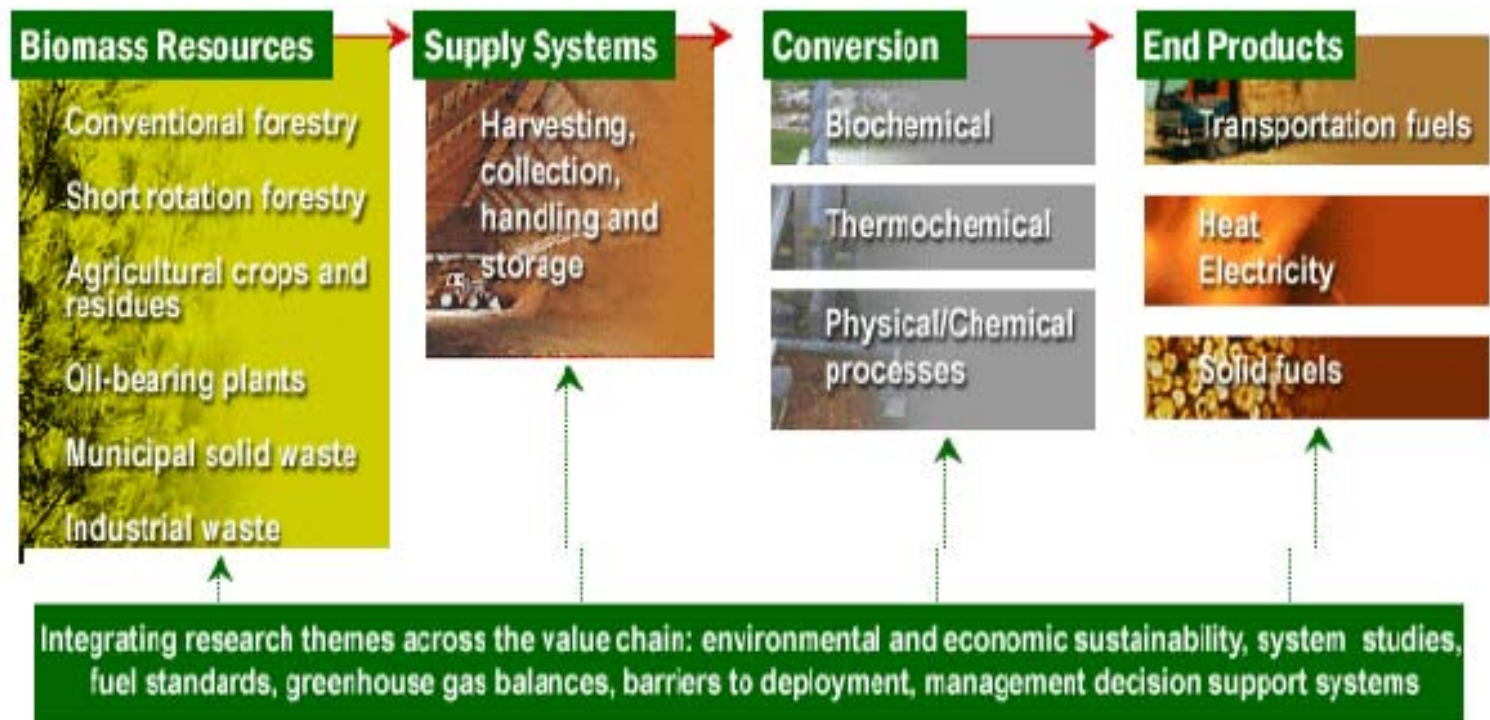 Biomass Resources
Conventional forestry
Short rotation forestry
Agricultural crops and
residues
Oil-bearing plants
Municipal solid waste
Industrial waste
Supply Systems
Harvesting,
collection,
handling and
storage
Conversion
Biochemical
Thermochemical
Physical/Chemical
processes
End Products
Transportation fuels
Heat
Electricity
Solid fuels
Integrating research themes across the value chain: environmental and economic sustainability, system studies,
fuel standards, greenhouse gas balances, barriers to deployment, management decision support systems